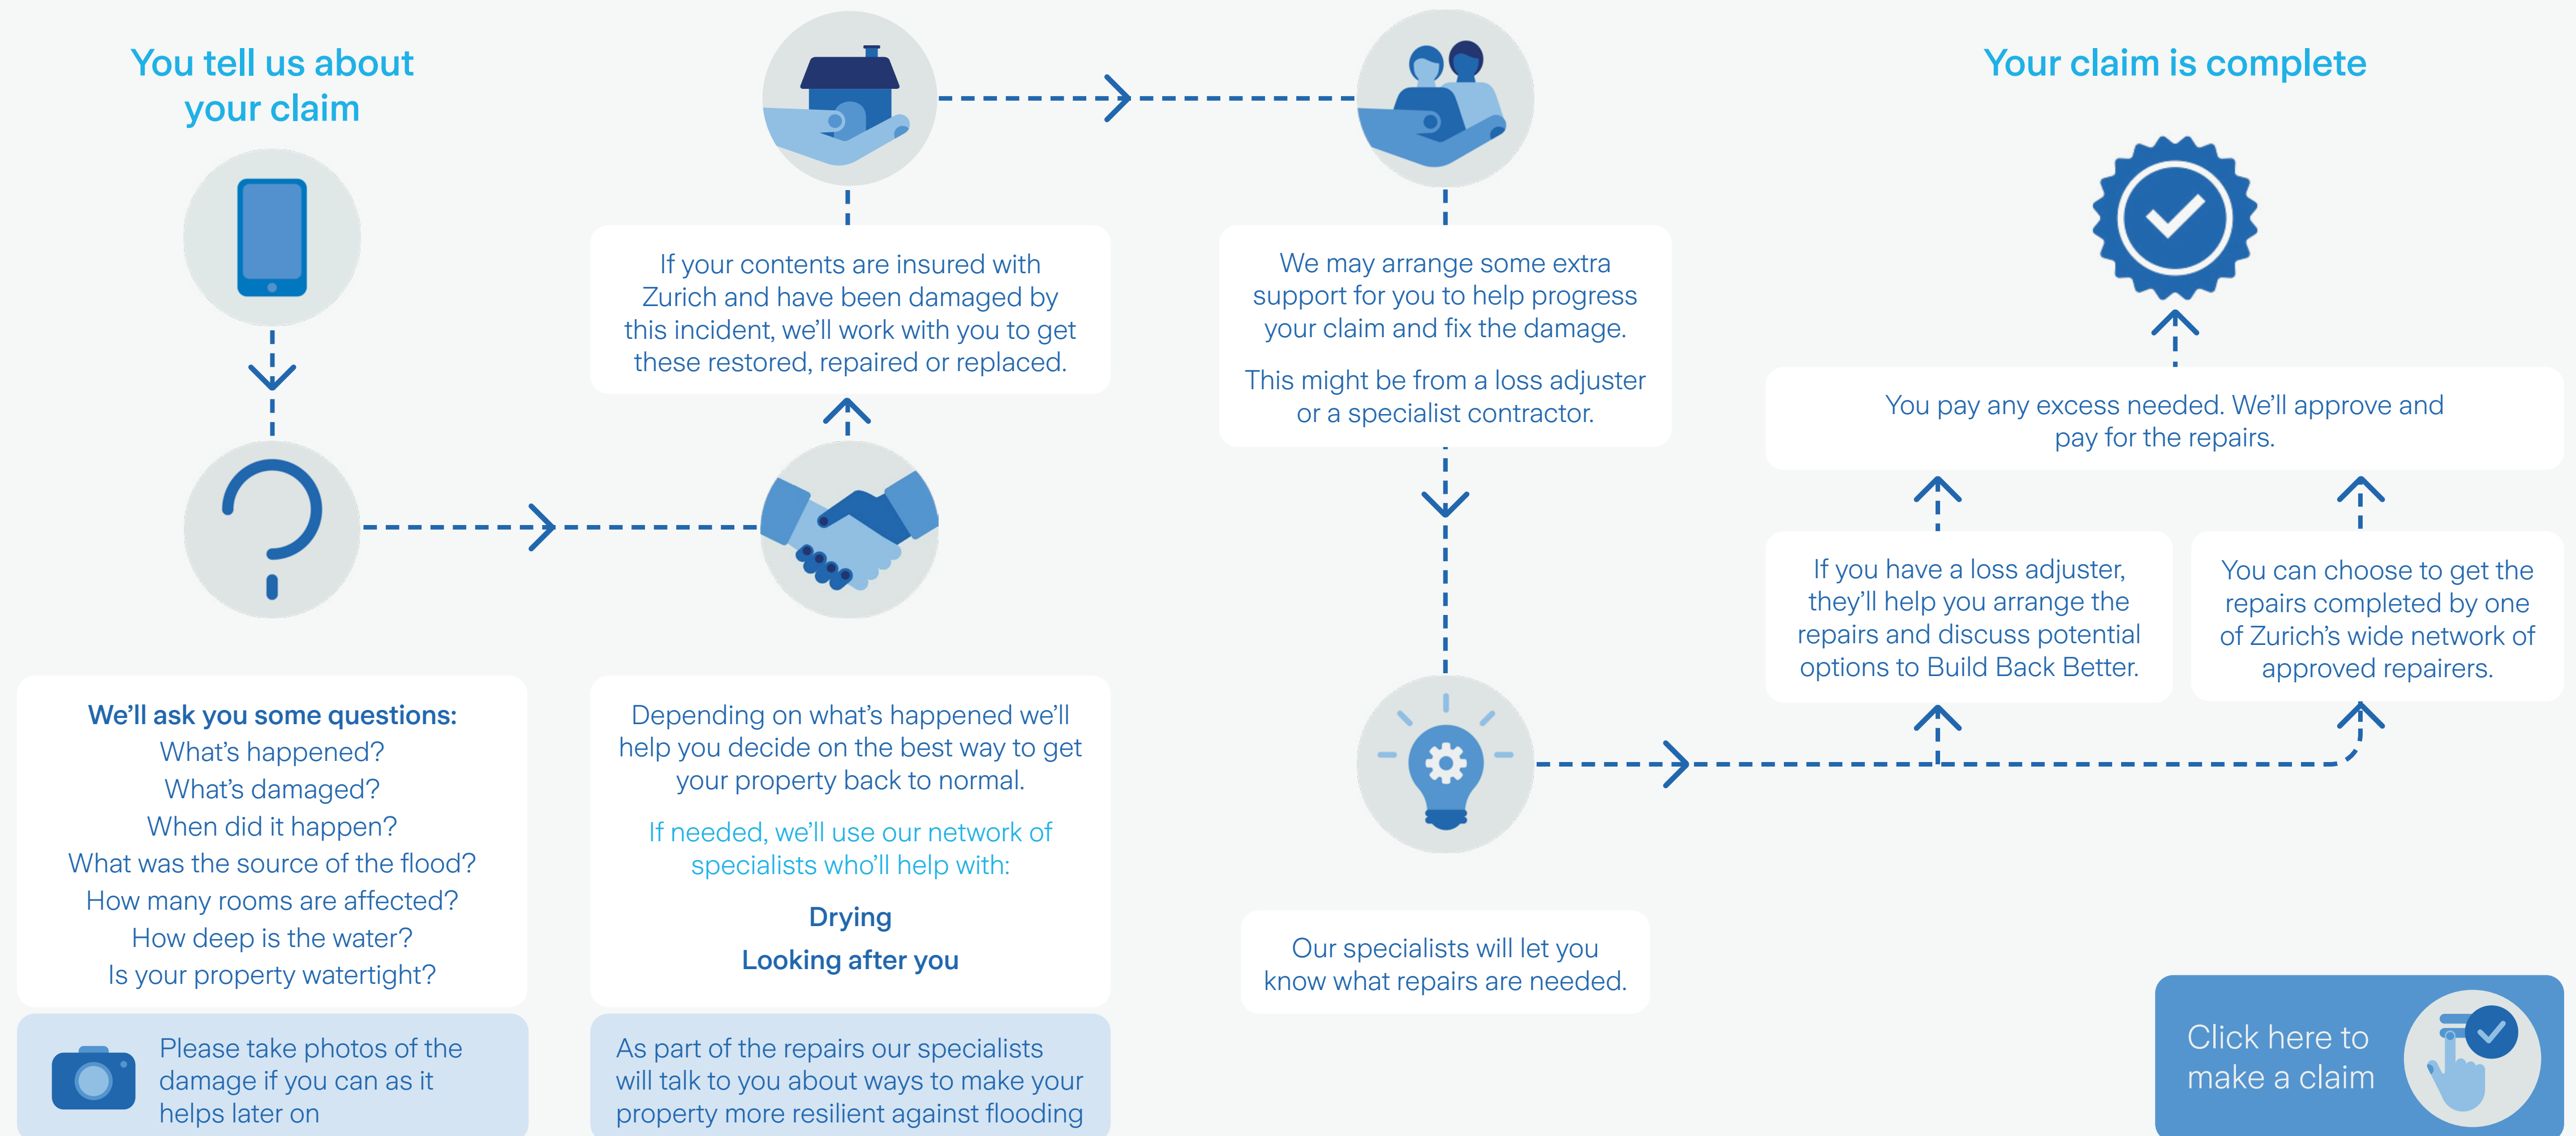 You tell us about
your claim
We'll ask you some questions:
What's happened?
What's damaged?
When did it happen?
What was the source of the flood?
How many rooms are affected?
How deep is the water?
Is your property watertight?
Please take photos of the
damage if you can as it
helps later on
Depending on what's happened we'll
help you decide on the best way to get
your property back to normal.
If needed, we'll use our network of
specialists who'll help with:
Drying
Looking after you
As part of the repairs our specialists
will talk to you about ways to make your
property more resilient against flooding
If your contents are insured with
Zurich and have been damaged by
this incident, we'll work with you to get
these restored, repaired or replaced.
We may arrange some extra
support for you to help progress
your claim and fix the damage.
This might be from a loss adjuster
or a specialist contractor.
Our specialists will let you
know what repairs are needed.
If you have a loss adjuster,
they'll help you arrange the
repairs and discuss potential
options to Build Back Better.
You can choose to get the
repairs completed by one
of Zurich's wide network of
approved repairers.
You pay any excess needed. We'll approve and
pay for the repairs.
Your claim is complete
Click here to
make a claim